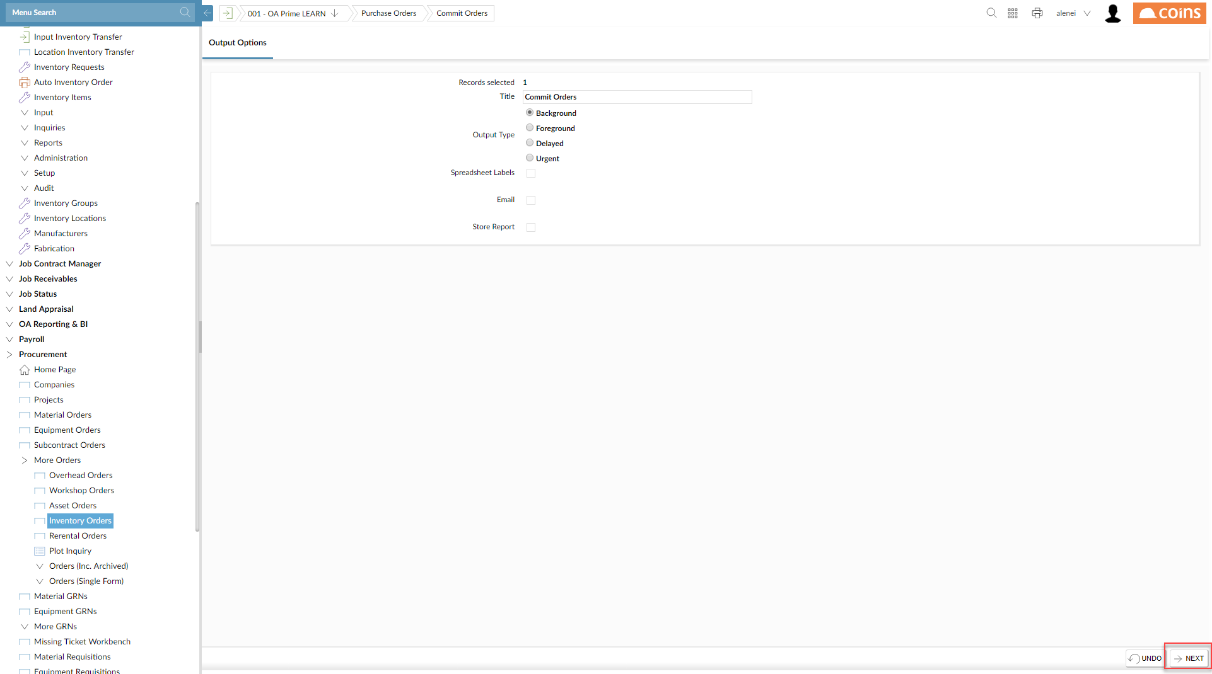 Menu Search
001 - OA Prime LEARN
Purchase Orders
Commit Orders
alenei
coins
Input Inventory Transfer
Location Inventory Transfer
Inventory Requests
Auto Inventory Order
Inventory Items
Input
Inquiries
Reports
Administration
Setup
Audit
Inventory Groups
Inventory Locations
Manufacturers
Fabrication
Job Contract Manager
Job Receivables
Job Status
Land Appraisal
OA Reporting & BI
Payroll
Procurement
Home Page
Companies
Projects
Material Orders
Equipment Orders
Subcontract Orders
More Orders
Overhead Orders
Workshop Orders
Asset Orders
Inventory Orders
Rerental Orders
Plot Inquiry
Orders (Inc. Archived)
Orders (Single Form)
Material GRNs
Equipment GRNs
More GRNs
Missing Ticket Workbench
Material Requisitions
Equipment Requisitions
Output Options
Records selected 1
Title Commit Orders
Output Type
Background
Foreground
Delayed
Urgent
Spreadsheet Labels
Email
Store Report
UNDO
NEXT